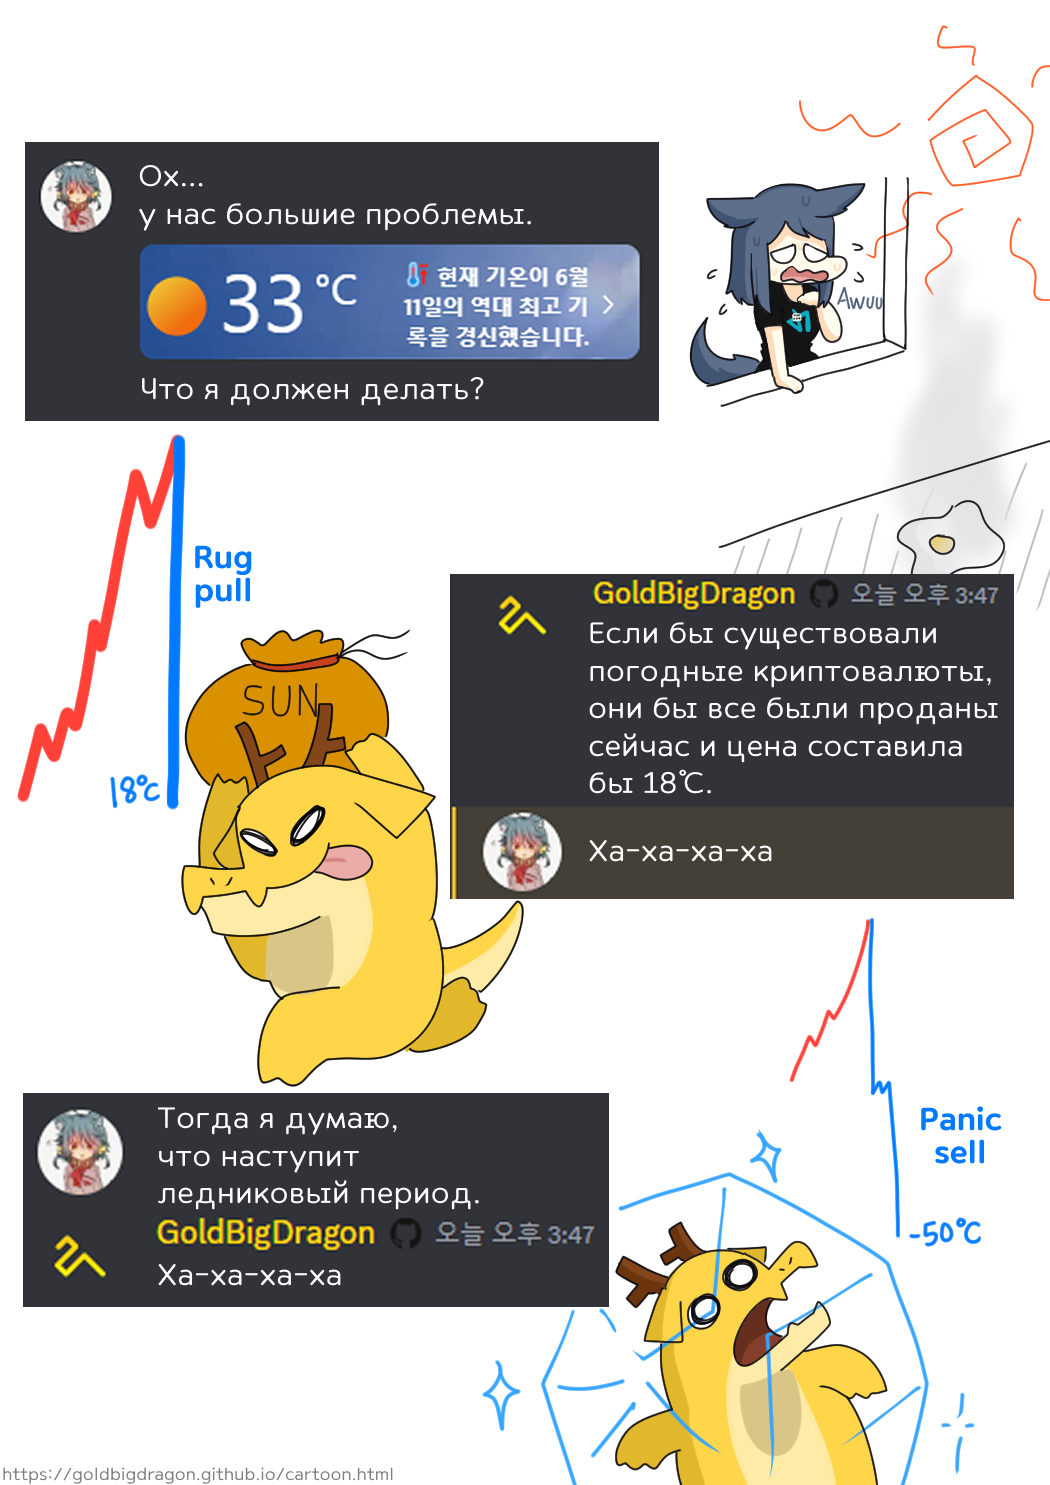 Ох...
у нас большие проблемы.
33 °C
현재 기온이 6월
11일의 역대 최고 기
록을 경신했습니다.
Что я должен делать?
Awuu
Rug
pull
18°C
SUN
GoldBigDragon 오늘 오후 3:47
Если бы существовали
погодные криптовалюты,
они бы все были проданы
сейчас и цена составила
бы 18℃.
Ха-ха-ха-ха
Panic
sell
-50°C
Тогда я думаю,
что наступит
ледниковый период.
GoldBigDragon 오늘 오후 3:47
Ха-ха-ха-ха
https://goldbigdragon.github.io/cartoon.html